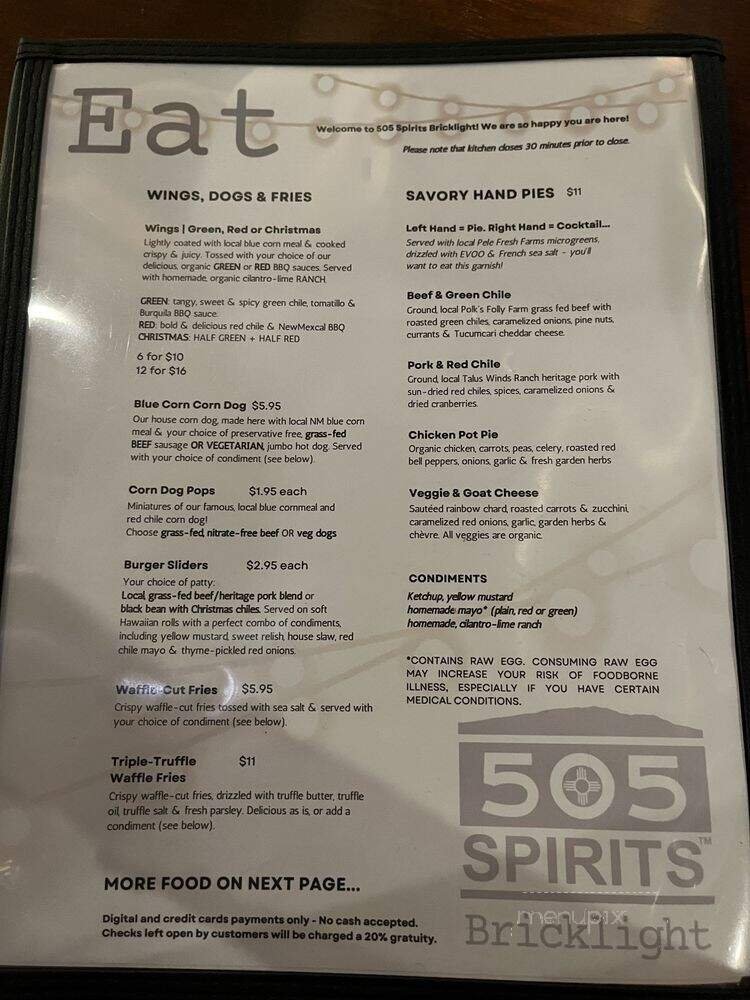 Eat
Welcome to 505 Spirits Bricklight! We are so happy you are here!
Please note that kitchen closes 30 minutes prior to close.
WINGS, DOGS & FRIES
Wings | Green, Red or Christmas
Lightly coated with local blue corn meal & cooked
crispy & juicy. Tossed with your choice of our
delicious, organic GREEN or RED BBQ sauces. Served
with homemade, organic cilantro-lime RANCH.
GREEN: tangy, sweet & spicy green chile, tomatillo &
Burquila BBQ sauce.
RED: bold & delicious red chile & NewMexcal BBQ
CHRISTMAS: HALF GREEN + HALF RED
6 for $10
12 for $16
Blue Corn Corn Dog $5.95
Our house corn dog, made here with local NM blue corn
meal & your choice of preservative free, grass-fed
BEEF sausage OR VEGETARIAN, jumbo hot dog. Served
with your choice of condiment (see below).
Corn Dog Pops $1.95 each
Miniatures of our famous, local blue cornmeal and
red chile corn dog!
Choose grass-fed, nitrate-free beef OR veg dogs
Burger Sliders $2.95 each
Your choice of patty:
Local, grass-fed beef/heritage pork blend or
black bean with Christmas chiles. Served on soft
Hawaiian rolls with a perfect combo of condiments,
including yellow mustard, sweet relish, house slaw, red
chile mayo & thyme-pickled red onions.
Waffle-Cut Fries $5.95
Crispy waffle-cut fries tossed with sea salt & served with
your choice of condiment (see below).
Triple-Truffle $11
Waffle Fries
Crispy waffle-cut fries, drizzled with truffle butter, truffle
oil, truffle salt & fresh parsley. Delicious as is, or add a
condiment (see below).
MORE FOOD ON NEXT PAGE...
Digital and credit cards payments only - No cash accepted.
Checks left open by customers will be charged a 20% gratuity.
SAVORY HAND PIES $11
Left Hand = Pie. Right Hand = Cocktail...
Served with local Pele Fresh Farms microgreens,
drizzled with EVOO & French sea salt - you'll
want to eat this garnish!
Beef & Green Chile
Ground, local Polk's Folly Farm grass fed beef with
roasted green chiles, caramelized onions, pine nuts,
currants & Tucumcari cheddar cheese.
Pork & Red Chile
Ground, local Talus Winds Ranch heritage pork with
sun-dried red chiles, spices, caramelized onions &
dried cranberries.
Chicken Pot Pie
Organic chicken, carrots, peas, celery, roasted red
bell peppers, onions, garlic & fresh garden herbs
Veggie & Goat Cheese
Sautéed rainbow chard, roasted carrots & zucchini,
caramelized red onions, garlic, garden herbs &
chèvre. All veggies are organic.
CONDIMENTS
Ketchup, yellow mustard
homemade mayo* (plain, red or green)
homemade, cilantro-lime ranch
*CONTAINS RAW EGG. CONSUMING RAW EGG
MAY INCREASE YOUR RISK OF FOODBORNE
ILLNESS, ESPECIALLY IF YOU HAVE CERTAIN
MEDICAL CONDITIONS.
505
SPIRITS™
menupix
Bricklight